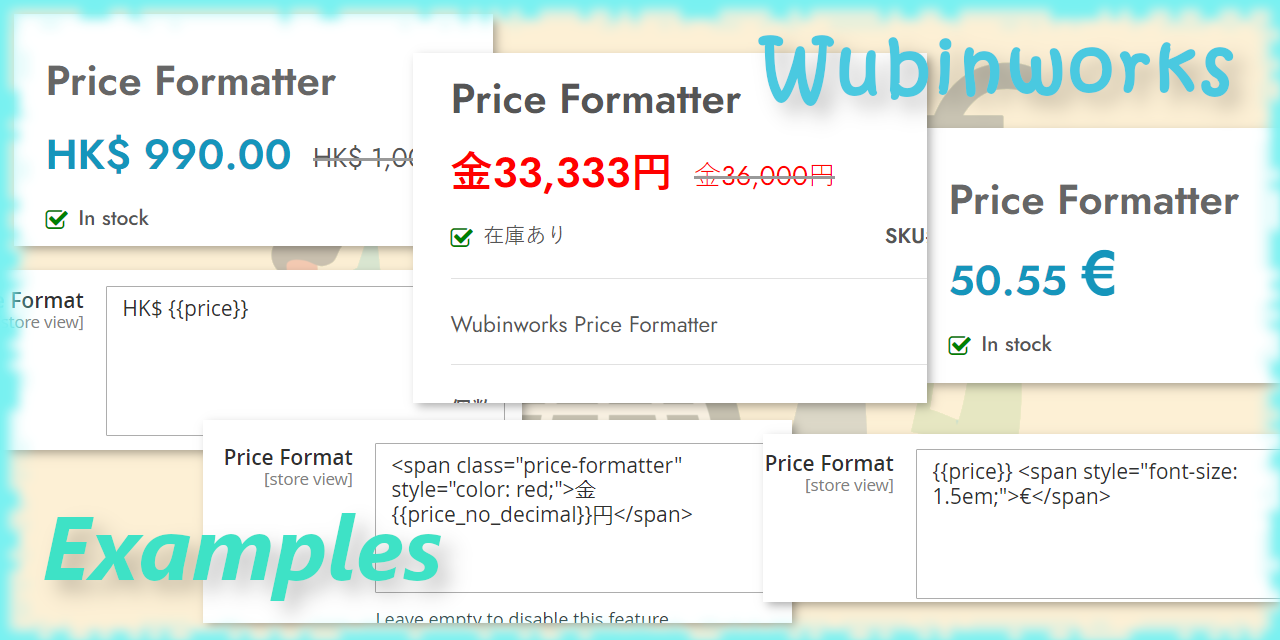 Wubinworks
Price Formatter
HK$ 990.00 HK$ 1,00
In stock
Price Formatter
金33,333円 金36,000円
在庫あり
SKU
Wubinworks Price Formatter
個数
Price Formatter
50.55 €
In stock
Format
[store view]
HK$ {{price}}
Price Format
[store view]
<span class="price-formatter"
style="color: red;">金
{{price_no_decimal}}円</span>
Leave empty to disable this feature
Price Format
[store view]
{{price}} <span style="font-size:
1.5em;">€</span>
Examples